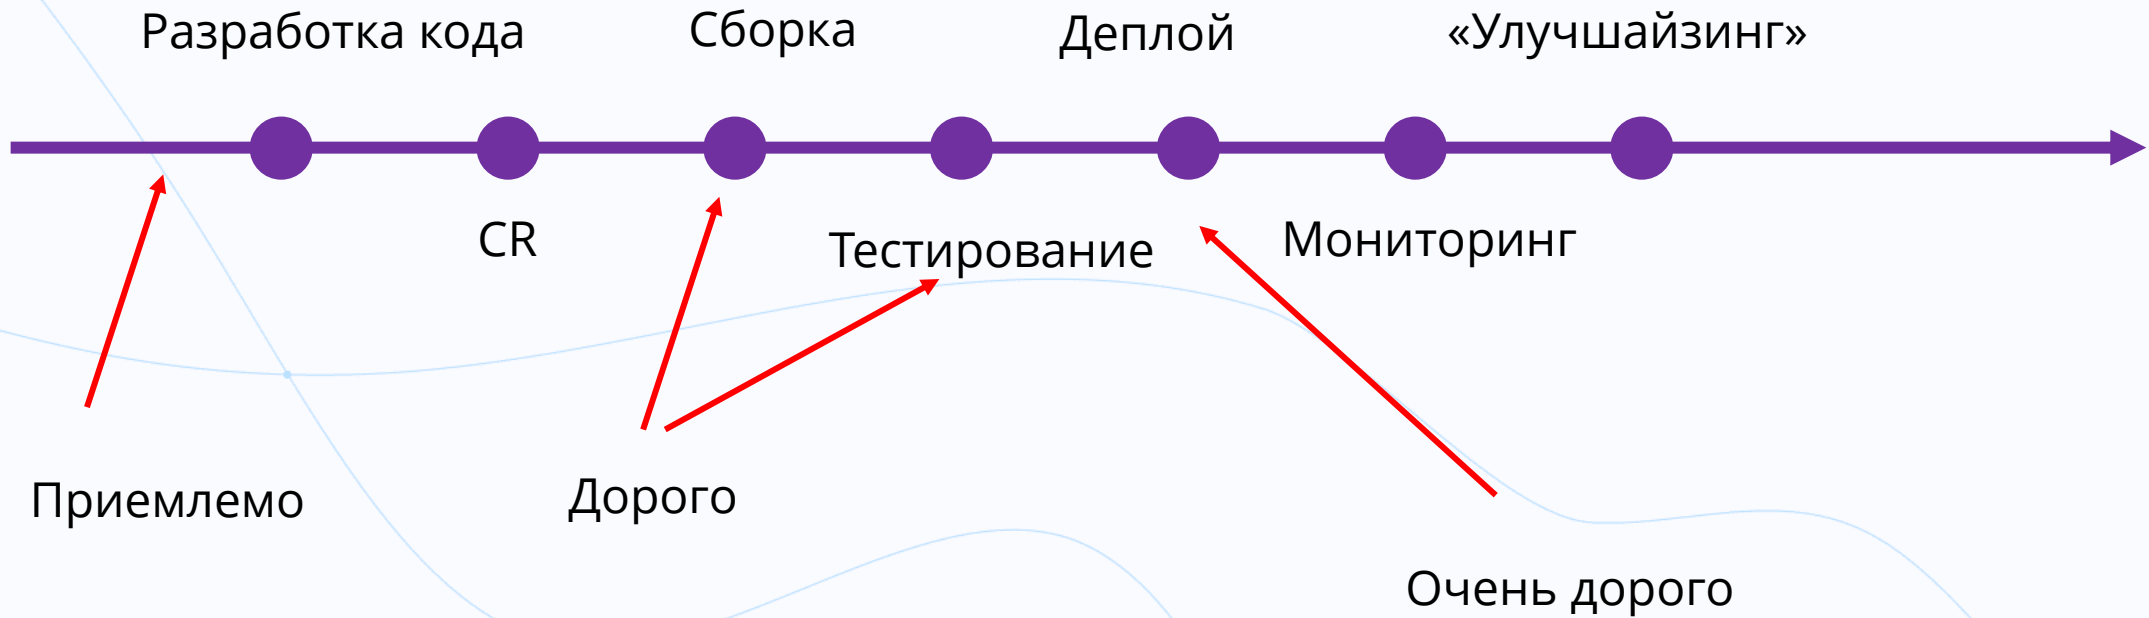 Разработка кода
Сборка
Деплой
«Улучшайзинг»
CR
Тестирование
Мониторинг
Приемлемо
Дорого
Очень дорого